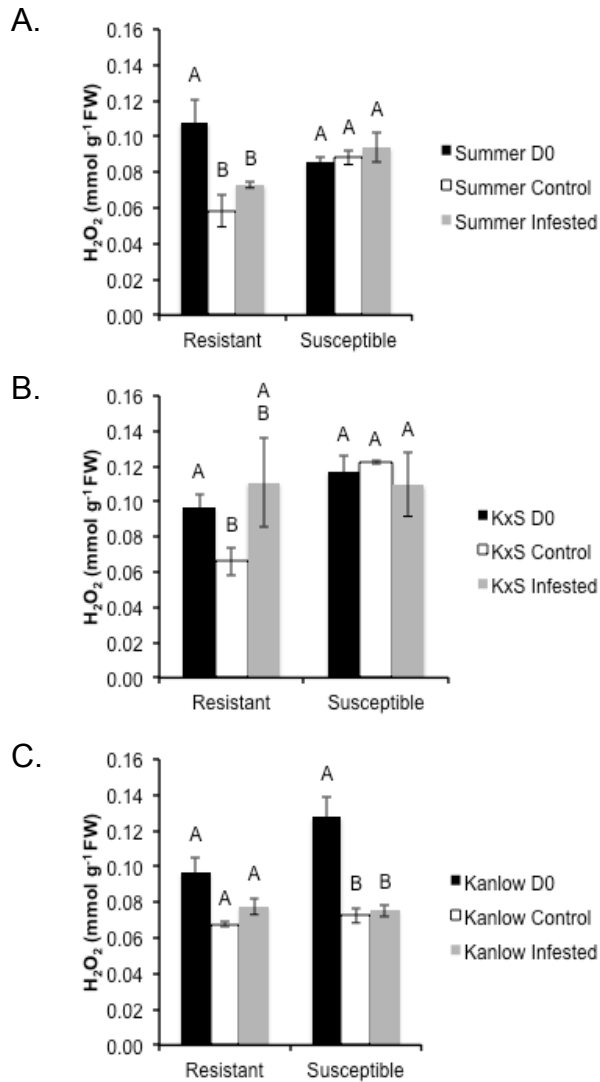 A.
H₂O₂ (mmol g⁻¹ FW)
0.16
0.14
0.12
0.10
0.08
0.06
0.04
0.02
0.00
A
B
B
A
A
A
Resistant
Susceptible
Summer D0
Summer Control
Summer Infested
B.
H₂O₂ (mmol g⁻¹ FW)
0.16
0.14
0.12
0.10
0.08
0.06
0.04
0.02
0.00
A
B
A
B
A
A
A
Resistant
Susceptible
KxS D0
KxS Control
KxS Infested
C.
H₂O₂ (mmol g⁻¹ FW)
0.16
0.14
0.12
0.10
0.08
0.06
0.04
0.02
0.00
A
A
A
A
B
B
Resistant
Susceptible
Kanlow D0
Kanlow Control
Kanlow Infested